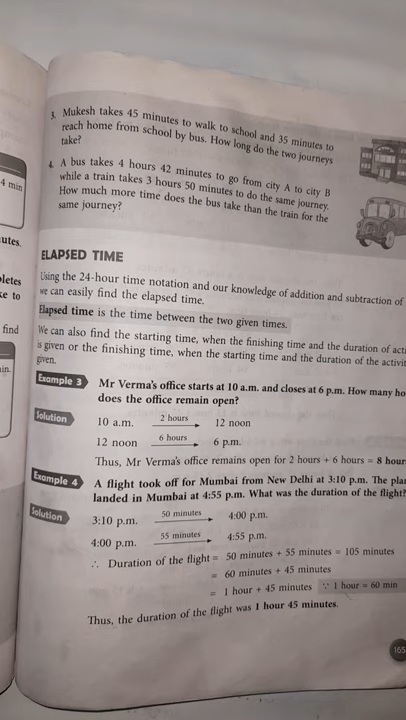 4 min
utes.
pletes
ke to
find
in.
3. Mukesh takes 45 minutes to walk to school and 35 minutes to
reach home from school by bus. How long do the two journeys
take?
4. A bus takes 4 hours 42 minutes to go from city A to city B
while a train takes 3 hours 50 minutes to do the same journey.
How much more time does the bus take than the train for the
same journey?
ELAPSED TIME
Using the 24-hour time notation and our knowledge of addition and subtraction of
we can easily find the elapsed time.
Elapsed time is the time between the two given times.
We can also find the starting time, when the finishing time and the duration of acti
is given or the finishing time, when the starting time and the duration of the activit
given.
Example 3 Mr Verma's office starts at 10 a.m. and closes at 6 p.m. How many ho
does the office remain open?
Solution 10 a.m. 2 hours 12 noon
12 noon 6 hours 6 p.m.
Thus, Mr Verma's office remains open for 2 hours + 6 hours = 8 hour
Example 4 A flight took off for Mumbai from New Delhi at 3:10 p.m. The plan
landed in Mumbai at 4:55 p.m. What was the duration of the flight?
Solution 3:10 p.m. 50 minutes 4:00 p.m.
4:00 p.m. 55 minutes 4:55 p.m.
∴ Duration of the flight = 50 minutes + 55 minutes = 105 minutes
= 60 minutes + 45 minutes
= 1 hour + 45 minutes ∵ 1 hour = 60 min
Thus, the duration of the flight was 1 hour 45 minutes.
165